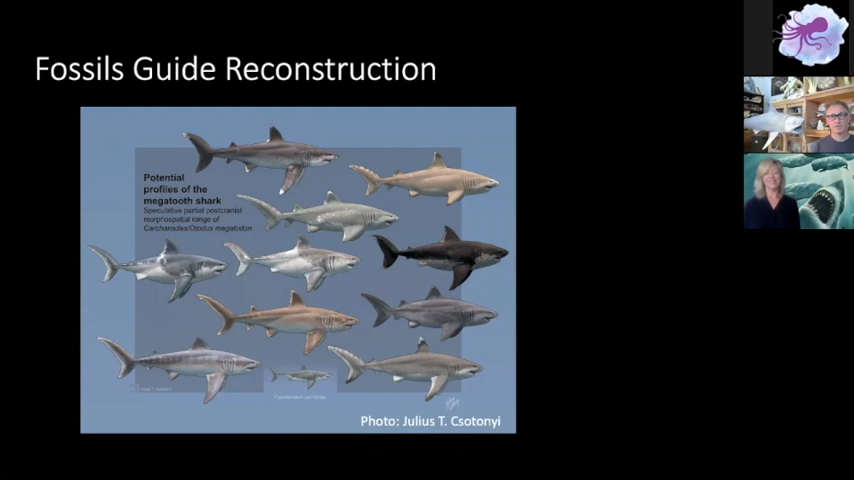 Fossils Guide Reconstruction
Potential
profiles of the
megatooth shark
Speculative partial postcranial
morphospatial range of
Carcharocles/Otodus megalodon
Photo: Julius T. Csotonyi